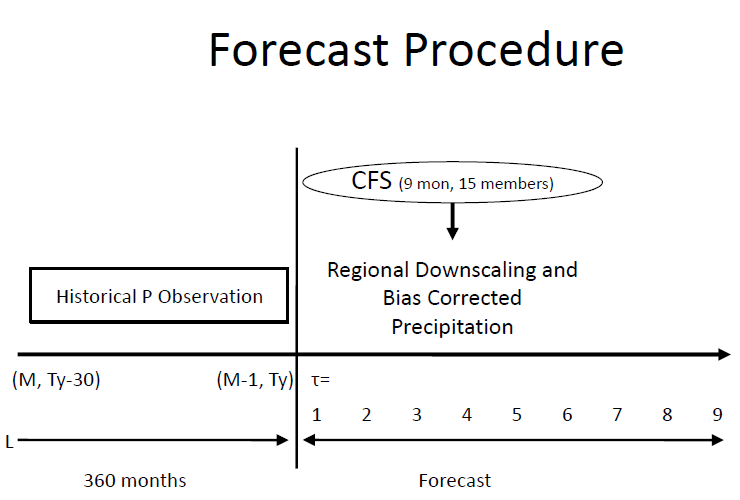 Forecast Procedure
CFS (9 mon, 15 members)
Regional Downscaling and
Bias Corrected
Precipitation
Historical P Observation
(M, Ty-30) (M-1, Ty) τ=
1 2 3 4 5 6 7 8 9
L
360 months Forecast